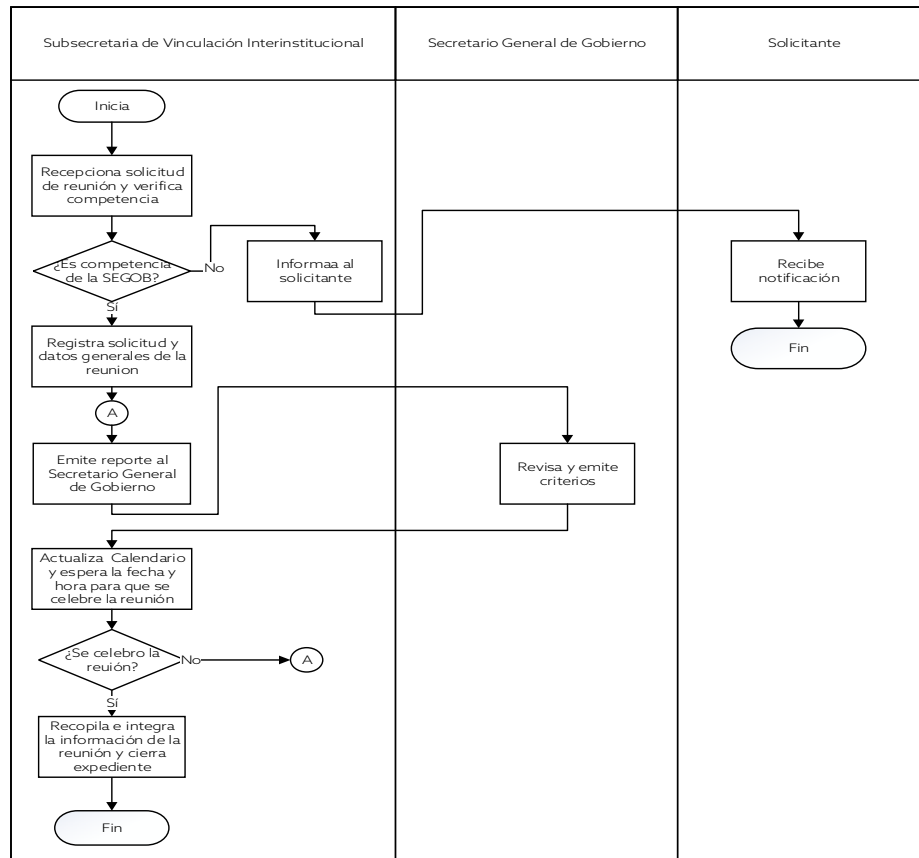 Subsecretaria de Vinculación Interinstitucional
Secretario General de Gobierno
Solicitante
Inicia
Recepciona solicitud
de reunión y verifica
competencia
¿Es competencia
de la SEGOB?
No
Informaa al
solicitante
Recibe
notificación
Fin
Sí
Registra solicitud y
datos generales de la
reunion
A
Emite reporte al
Secretario General
de Gobierno
Revisa y emite
criterios
Actualiza Calendario
y espera la fecha y
hora para que se
celebre la reunión
¿Se celebro la
reuión?
No
A
Sí
Recopila e integra
la información de la
reunión y cierra
expediente
Fin